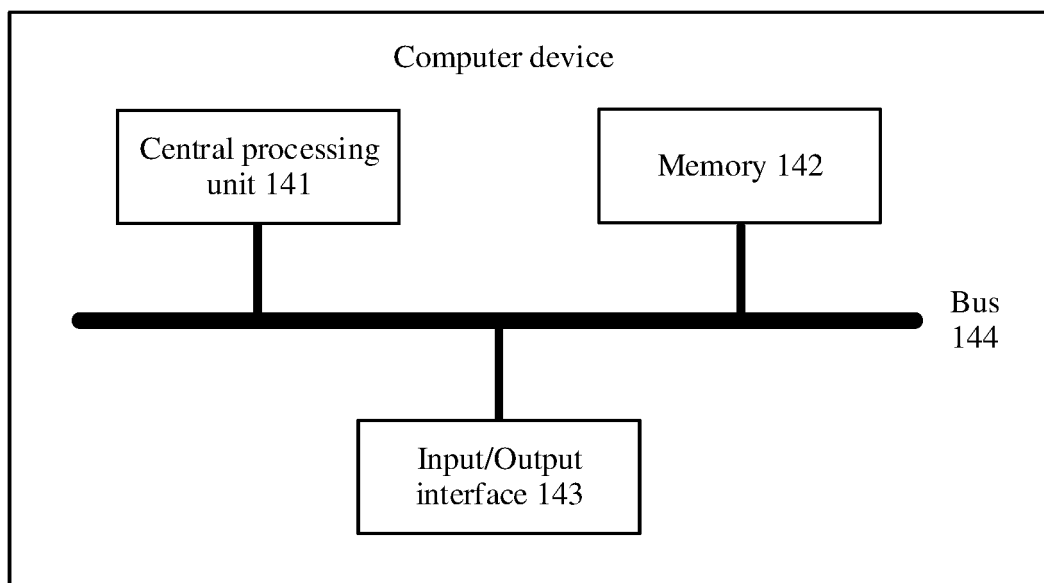 Computer device
Central processing
unit 141
Memory 142
Bus
144
Input/Output
interface 143